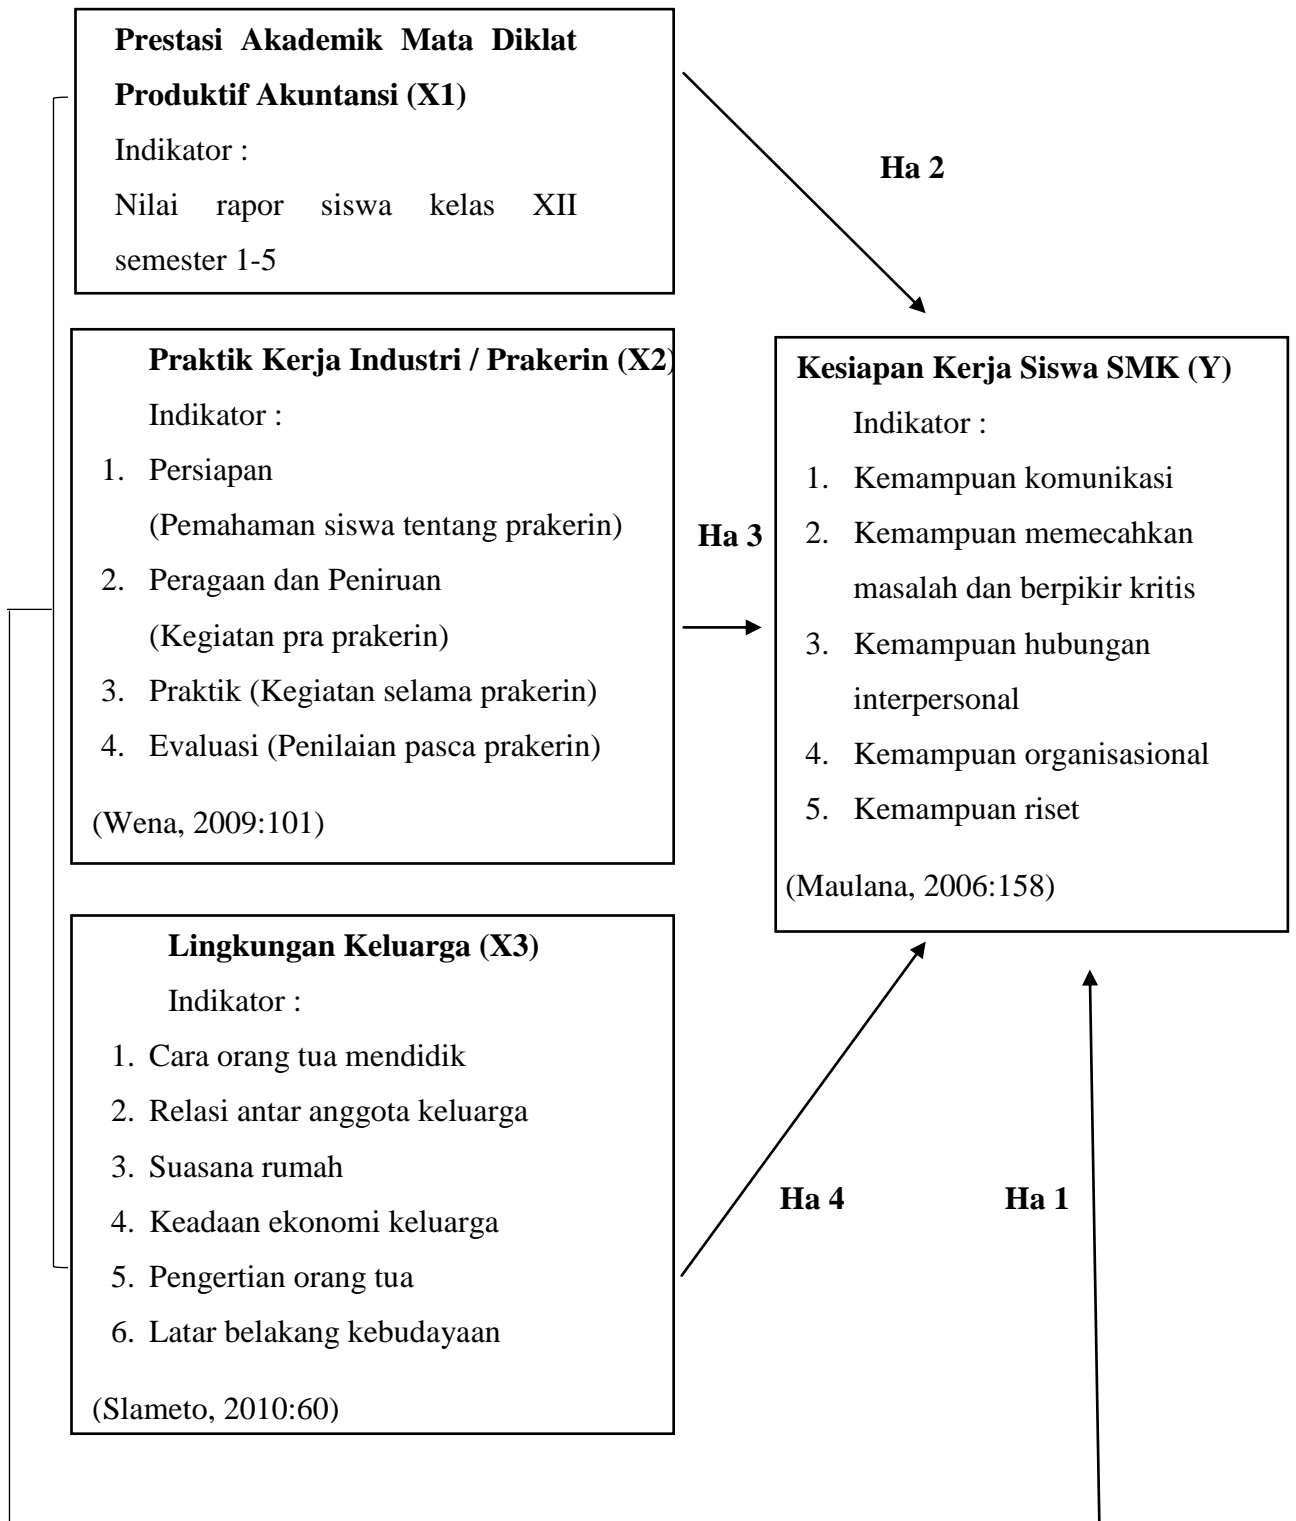 Prestasi Akademik Mata Diklat
Produktif Akuntansi (X1)
Indikator :
Nilai rapor siswa kelas XII
semester 1-5
Ha 2
Praktik Kerja Industri / Prakerin (X2)
Indikator :
1. Persiapan
(Pemahaman siswa tentang prakerin)
2. Peragaan dan Peniruan
(Kegiatan pra prakerin)
3. Praktik (Kegiatan selama prakerin)
4. Evaluasi (Penilaian pasca prakerin)
(Wena, 2009:101)
Ha 3
Kesiapan Kerja Siswa SMK (Y)
Indikator :
1. Kemampuan komunikasi
2. Kemampuan memecahkan
masalah dan berpikir kritis
3. Kemampuan hubungan
interpersonal
4. Kemampuan organisasional
5. Kemampuan riset
(Maulana, 2006:158)
Lingkungan Keluarga (X3)
Indikator :
1. Cara orang tua mendidik
2. Relasi antar anggota keluarga
3. Suasana rumah
4. Keadaan ekonomi keluarga
5. Pengertian orang tua
6. Latar belakang kebudayaan
(Slameto, 2010:60)
Ha 4
Ha 1